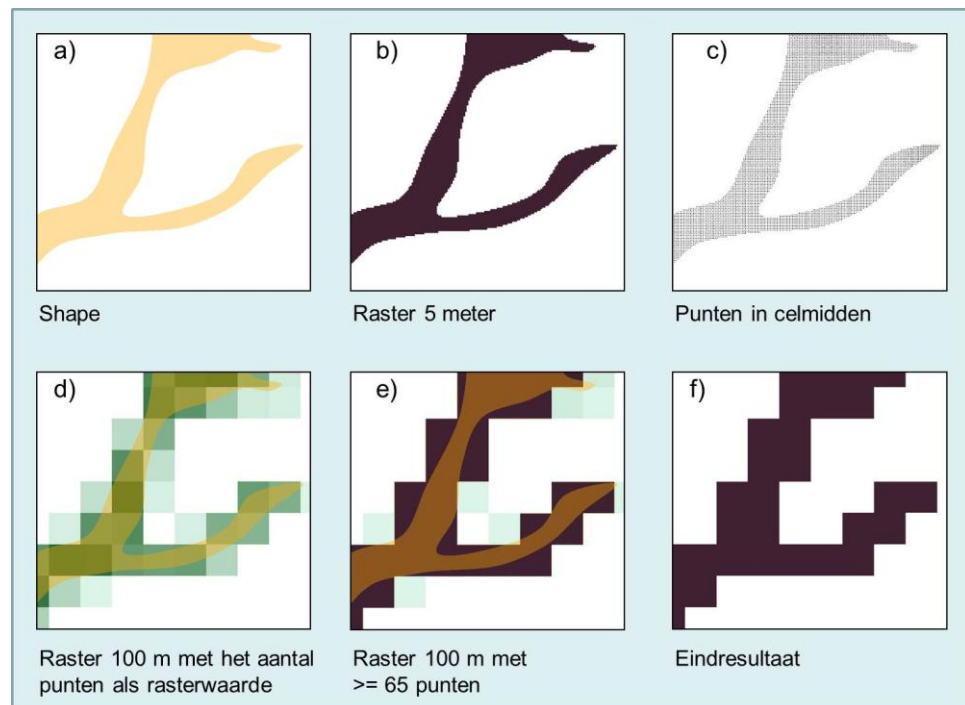 a)
b)
c)
Shape
Raster 5 meter
Punten in celmidden
d)
e)
f)
Raster 100 m met het aantal
punten als rasterwaarde
Raster 100 m met
>= 65 punten
Eindresultaat